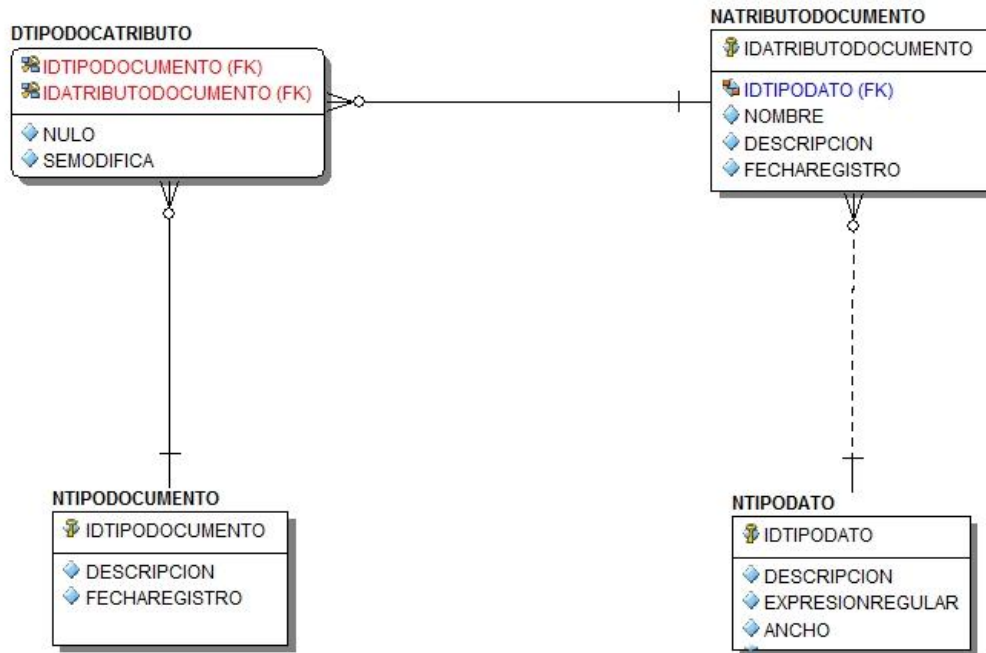 DTIPODOCATRIBUTO
IDTIPODOCUMENTO (FK)
IDATRIBUTODOCUMENTO (FK)
NULO
SEMODIFICA
NATRIBUTODOCUMENTO
IDATRIBUTODOCUMENTO
IDTIPODATO (FK)
NOMBRE
DESCRIPCION
FECHAREGISTRO
NTIPODOCUMENTO
IDTIPODOCUMENTO
DESCRIPCION
FECHAREGISTRO
NTIPODATO
IDTIPODATO
DESCRIPCION
EXPRESIONREGULAR
ANCHO